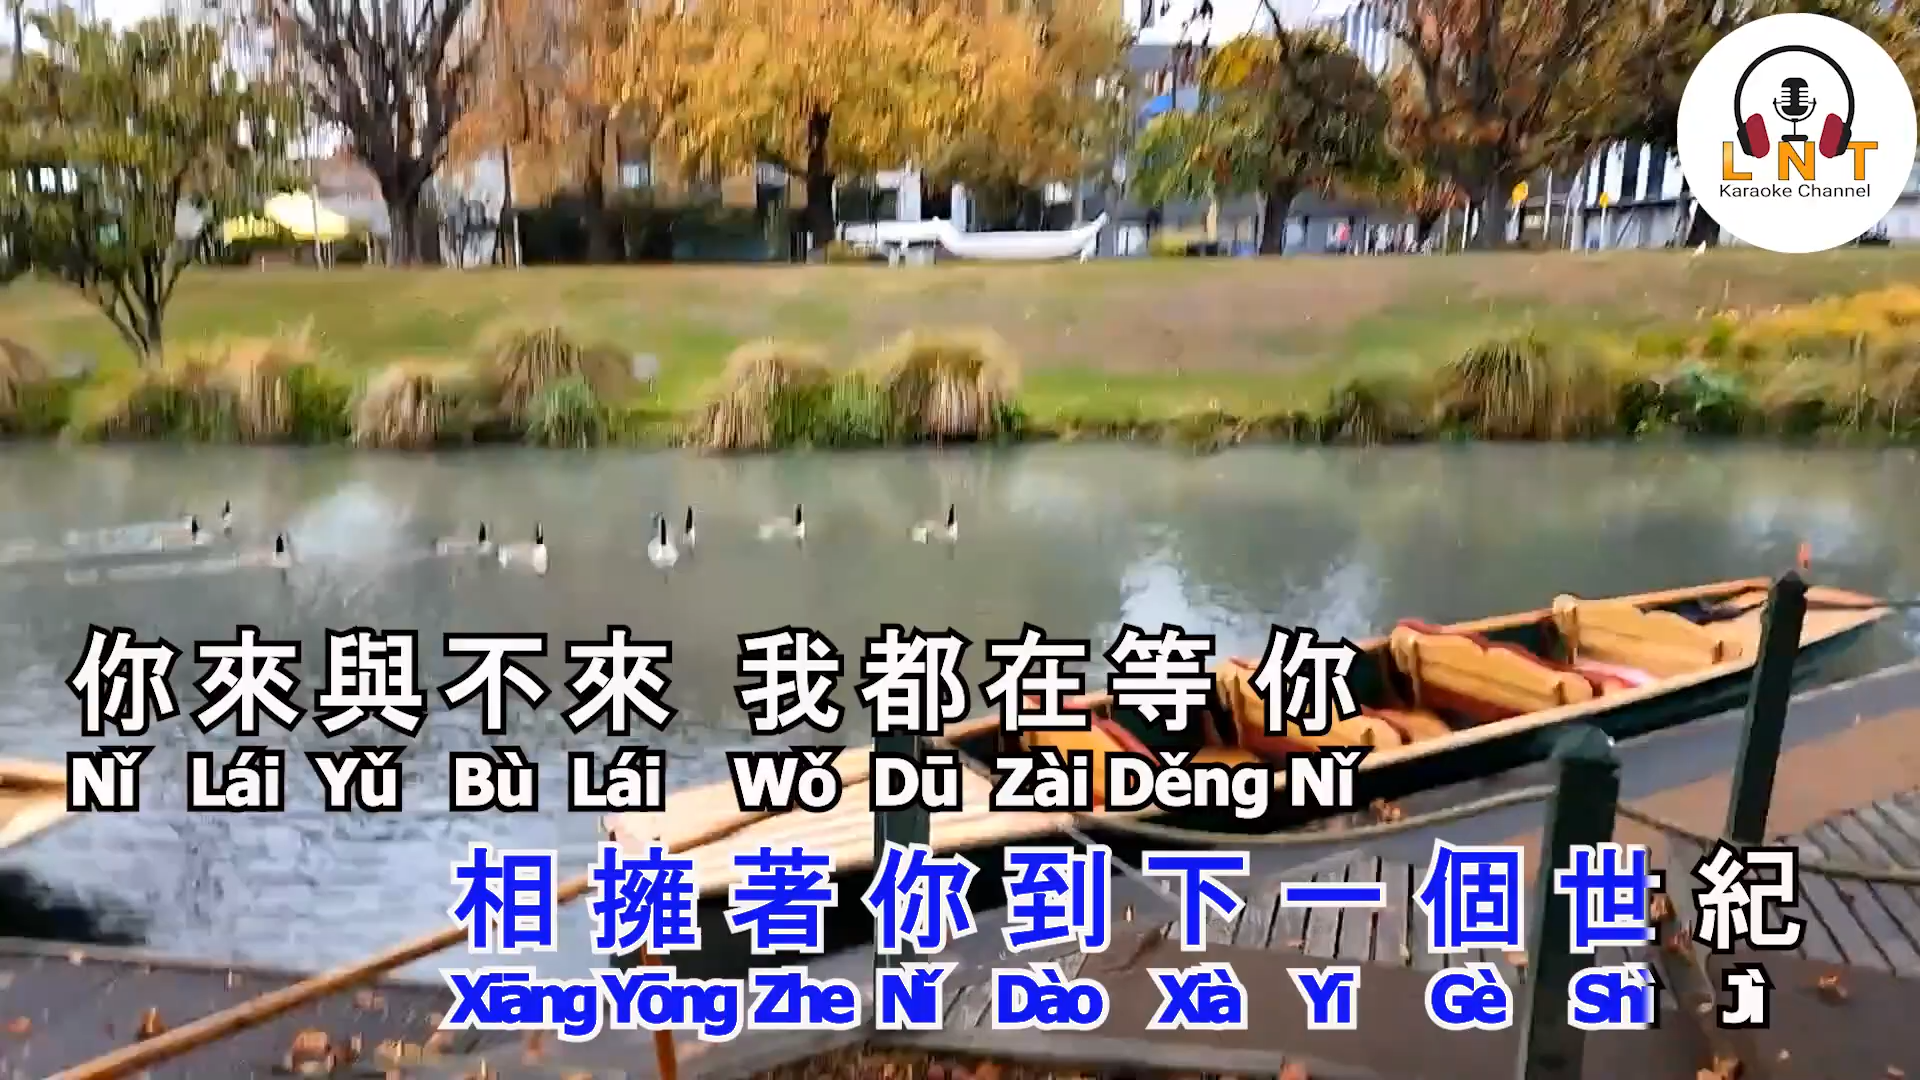 L N T
Karaoke Channel
你來與不來 我都在等你
Nǐ Lái Yǔ Bù Lái Wǒ Dū Zài Děng Nǐ
相擁著你到下一個世紀
Xiāng Yōng Zhe Nǐ Dào Xià Yī Gè Shì Jì